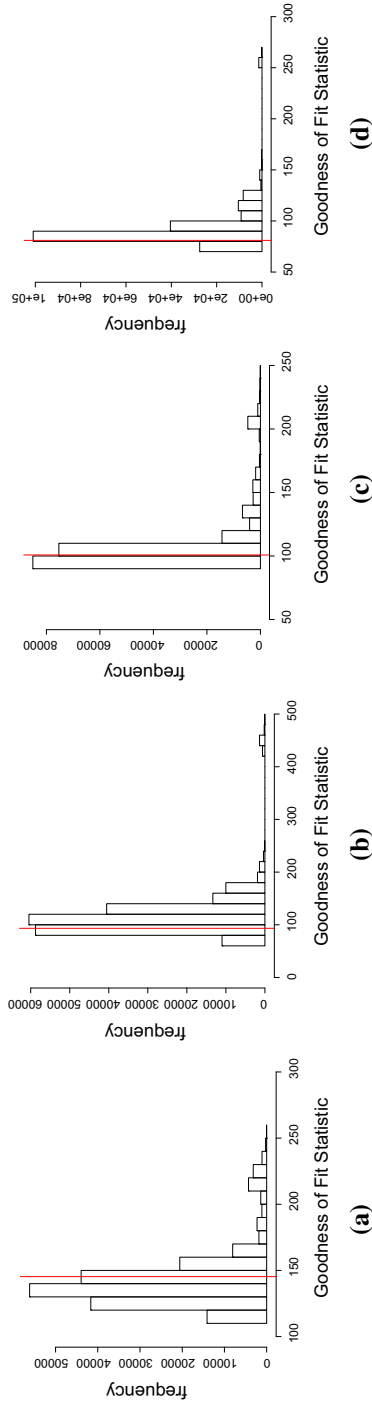 frequency
0 10000 20000 30000 40000 50000
100 150 200 250 300
Goodness of Fit Statistic
(a)
frequency
0 10000 20000 30000 40000 50000 60000
0 100 200 300 400 500
Goodness of Fit Statistic
(b)
frequency
0 20000 40000 60000 80000
50 100 150 200 250
Goodness of Fit Statistic
(c)
frequency
0e+00 2e+04 4e+04 6e+04 8e+04 1e+05
50 100 150 200 250 300
Goodness of Fit Statistic
(d)